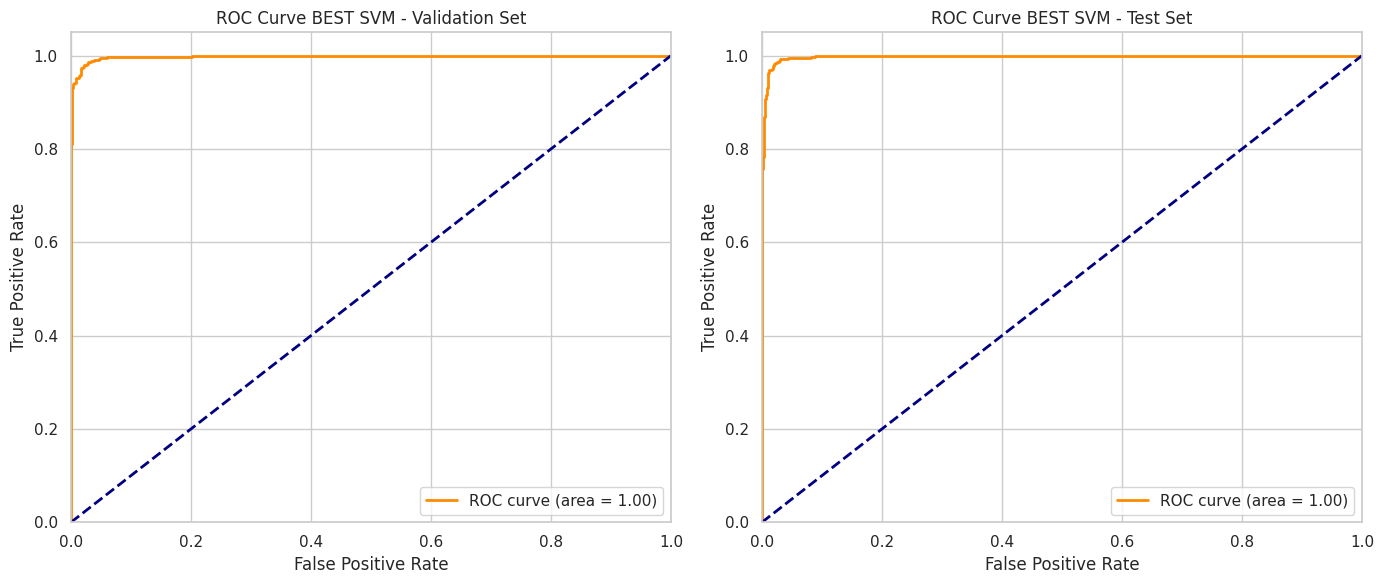 ROC Curve BEST SVM - Validation Set
1.0
0.8
0.6
0.4
0.2
0.0
True Positive Rate
0.0 0.2 0.4 0.6 0.8 1.0
False Positive Rate
ROC curve (area = 1.00)
ROC Curve BEST SVM - Test Set
1.0
0.8
0.6
0.4
0.2
0.0
True Positive Rate
0.0 0.2 0.4 0.6 0.8 1.0
False Positive Rate
ROC curve (area = 1.00)